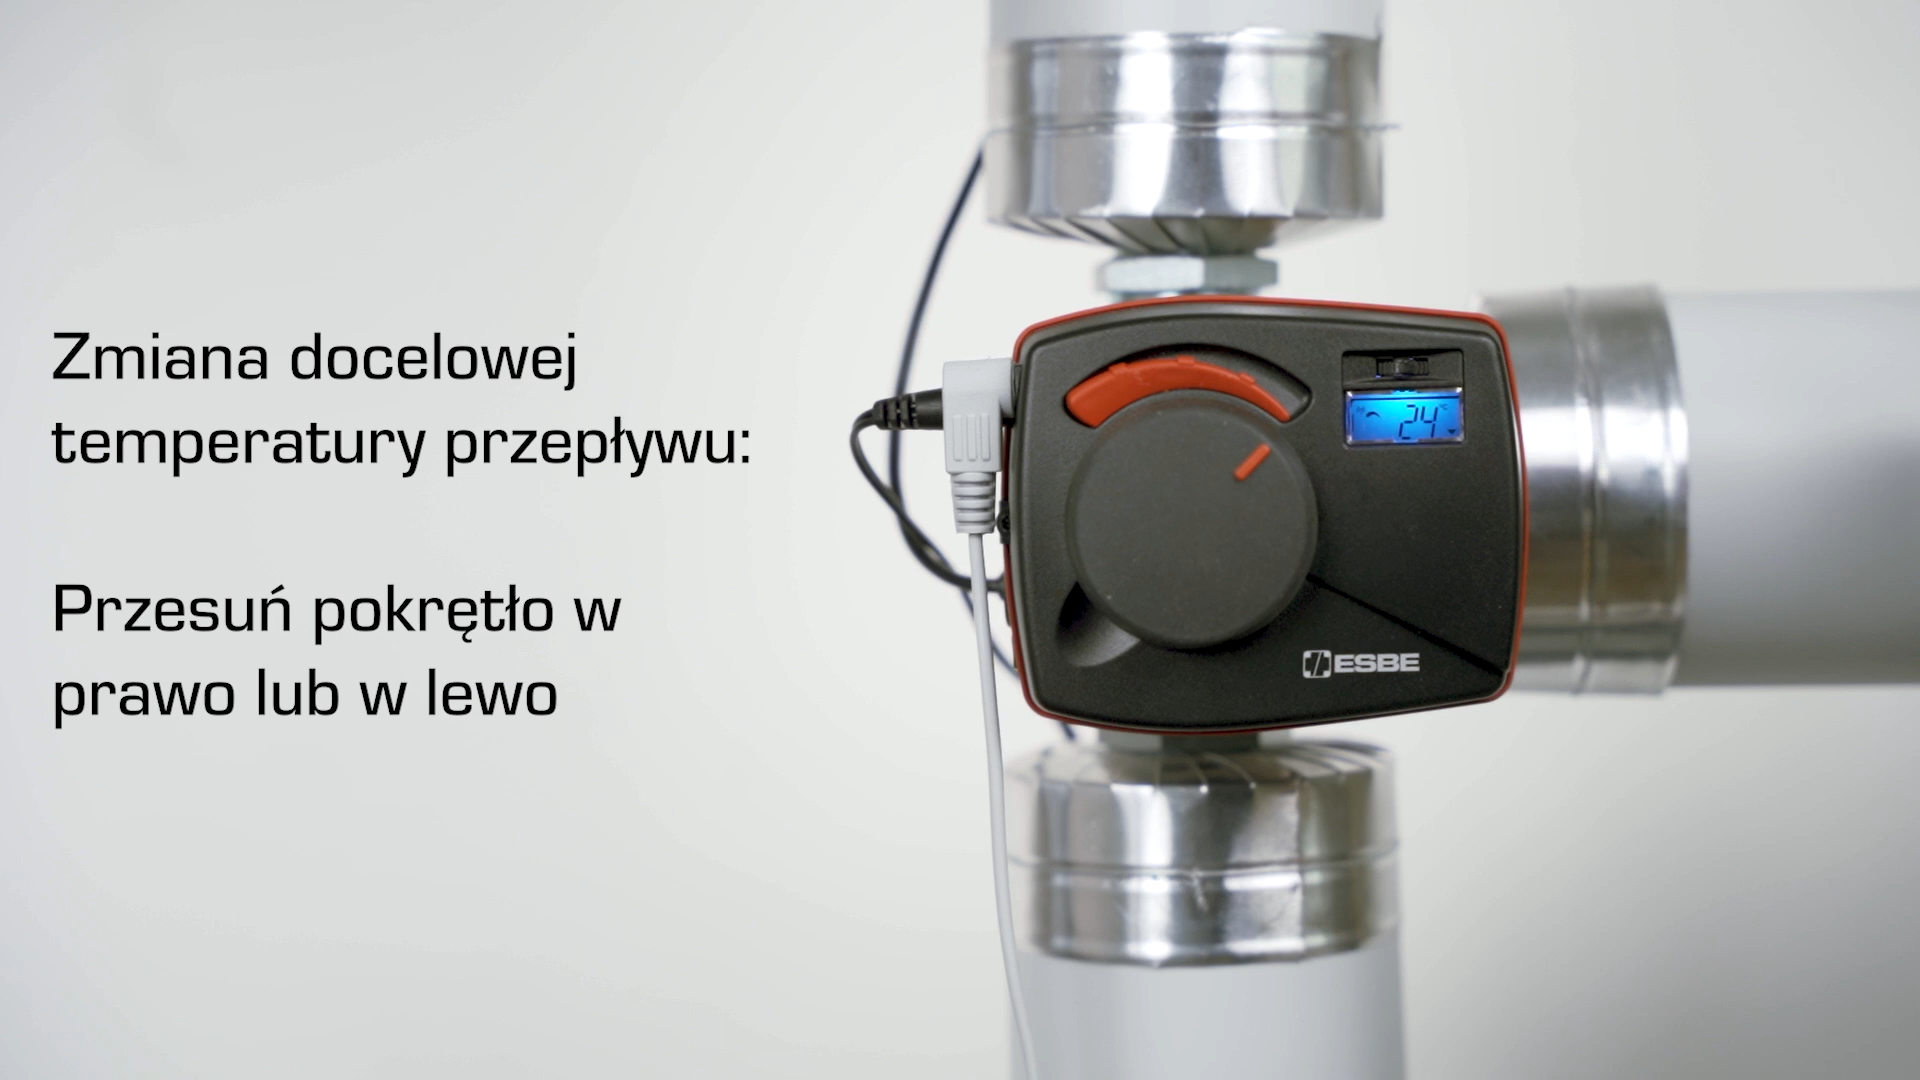 Zmiana docelowej
temperatury przepływu:
Przesuń pokrętło w
prawo lub w lewo
24
ESBE